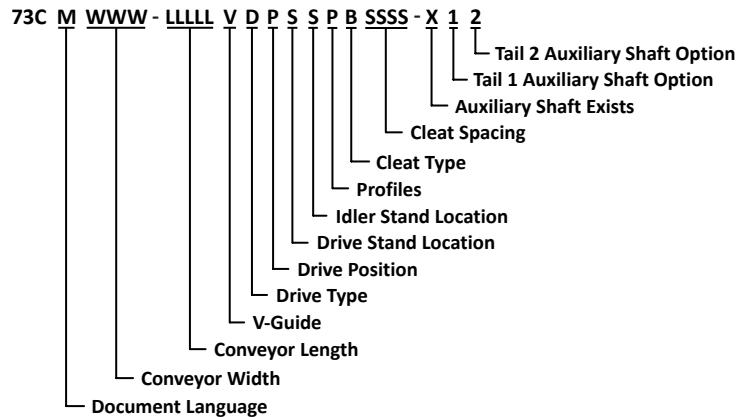 73C M WWW - LLLLL V D P S S P B SSSS - X 1 2
Tail 2 Auxiliary Shaft Option
Tail 1 Auxiliary Shaft Option
Auxiliary Shaft Exists
Cleat Spacing
Cleat Type
Profiles
Idler Stand Location
Drive Stand Location
Drive Position
Drive Type
V-Guide
Conveyor Length
Conveyor Width
Document Language